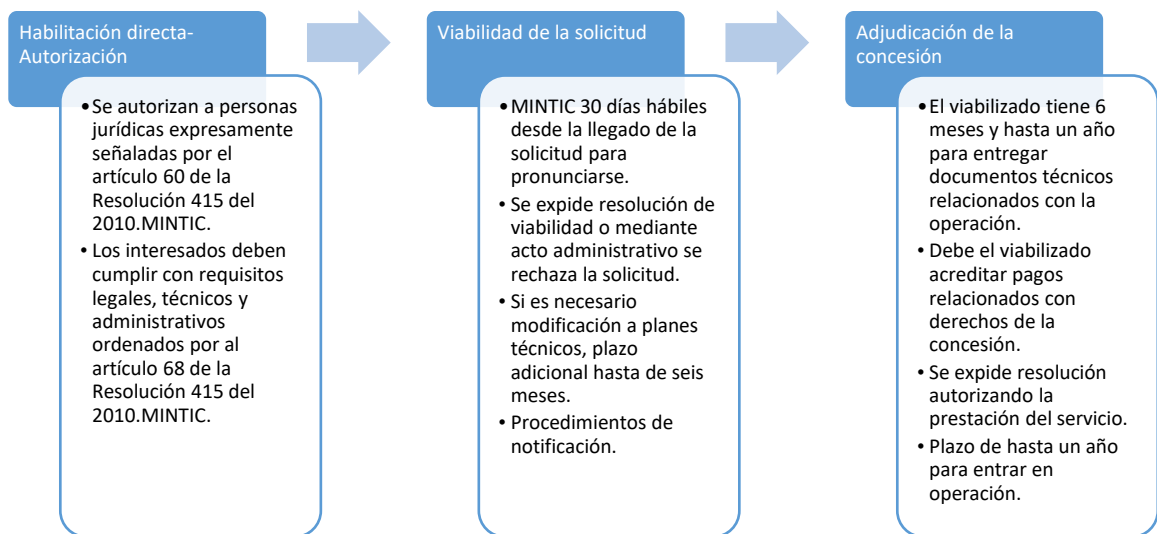 Habilitación directa-
Autorización
•Se autorizan a personas
jurídicas expresamente
señaladas por el
artículo 60 de la
Resolución 415 del
2010.MINTIC.
• Los interesados deben
cumplir con requisitos
legales, técnicos y
administrativos
ordenados por al
artículo 68 de la
Resolución 415 del
2010.MINTIC.
Viabilidad de la solicitud
• MINTIC 30 días hábiles
desde la llegado de la
solicitud para
pronunciarse.
• Se expide resolución de
viabilidad o mediante
acto administrativo se
rechaza la solicitud.
• Si es necesario
modificación a planes
técnicos, plazo
adicional hasta de seis
meses.
• Procedimientos de
notificación.
Adjudicación de la
concesión
• El viabilizado tiene 6
meses y hasta un año
para entregar
documentos técnicos
relacionados con la
operación.
• Debe el viabilizado
acreditar pagos
relacionados con
derechos de la
concesión.
• Se expide resolución
autorizando la
prestación del servicio.
• Plazo de hasta un año
para entrar en
operación.